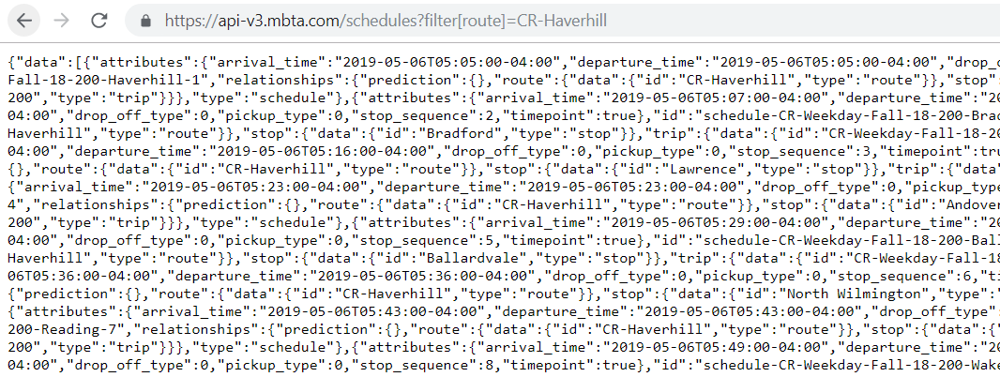 https://api-v3.mbta.com/schedules?filter[route]=CR-Haverhill
{"data":[{"attributes":{"arrival_time":"2019-05-06T05:05:00-04:00","departure_time":"2019-05-06T05:05:00-04:00","drop_
Fall-18-200-Haverhill-1","relationships":{"prediction":{},"route":{"data":{"id":"CR-Haverhill","type":"route"}},"stop"
200","type":"trip"}}},"type":"schedule"},{"attributes":{"arrival_time":"2019-05-06T05:07:00-04:00","departure_time":"20
04:00","drop_off_type":0,"pickup_type":0,"stop_sequence":2,"timepoint":true},"id":"schedule-CR-Weekday-Fall-18-200-Brad
Haverhill","type":"route"}},"stop":{"data":{"id":"Bradford","type":"stop"}},"trip":{"data":{"id":"CR-Weekday-Fall-18-20
04:00","departure_time":"2019-05-06T05:16:00-04:00","drop_off_type":0,"pickup_type":0,"stop_sequence":3,"timepoint":tru
{},"route":{"data":{"id":"CR-Haverhill","type":"route"}},"stop":{"data":{"id":"Lawrence","type":"stop"}},"trip":{"data"
{"arrival_time":"2019-05-06T05:23:00-04:00","departure_time":"2019-05-06T05:23:00-04:00","drop_off_type":0,"pickup_type
4","relationships":{"prediction":{},"route":{"data":{"id":"CR-Haverhill","type":"route"}},"stop":{"data":{"id":"Andover
200","type":"trip"}}},"type":"schedule"},{"attributes":{"arrival_time":"2019-05-06T05:29:00-04:00","departure_time":"20
04:00","drop_off_type":0,"pickup_type":0,"stop_sequence":5,"timepoint":true},"id":"schedule-CR-Weekday-Fall-18-200-Ball
Haverhill","type":"route"}},"stop":{"data":{"id":"Ballardvale","type":"stop"}},"trip":{"data":{"id":"CR-Weekday-Fall-18
06T05:36:00-04:00","departure_time":"2019-05-06T05:36:00-04:00","drop_off_type":0,"pickup_type":0,"stop_sequence":6,"ti
{"prediction":{},"route":{"data":{"id":"CR-Haverhill","type":"route"}},"stop":{"data":{"id":"North Wilmington","type":"
{"attributes":{"arrival_time":"2019-05-06T05:43:00-04:00","departure_time":"2019-05-06T05:43:00-04:00","drop_off_type":
200-Reading-7","relationships":{"prediction":{},"route":{"data":{"id":"CR-Haverhill","type":"route"}},"stop":{"data":{"
200","type":"trip"}}},"type":"schedule"},{"attributes":{"arrival_time":"2019-05-06T05:49:00-04:00","departure_time":"20
04:00","drop_off_type":0,"pickup_type":0,"stop_sequence":8,"timepoint":true},"id":"schedule-CR-Weekday-Fall-18-200-Wake